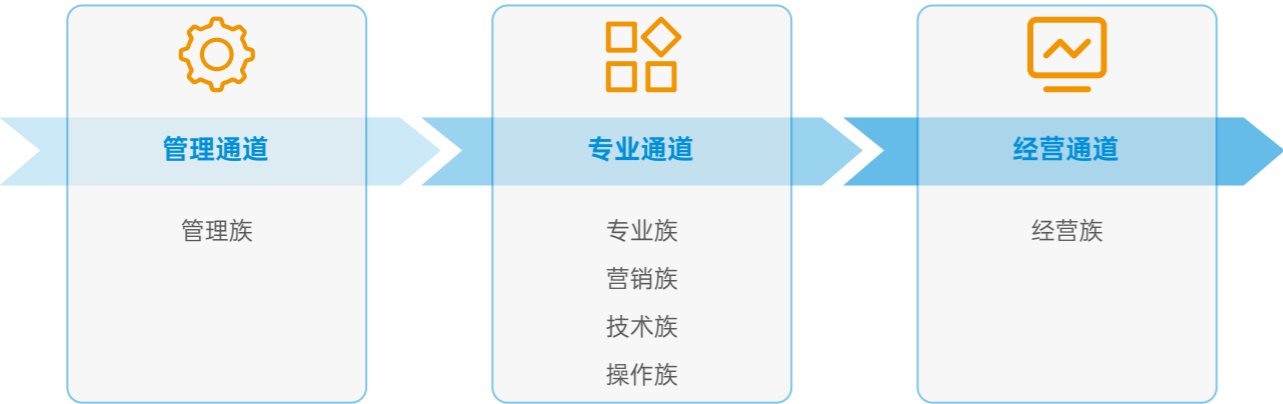 管理通道
管理族
专业通道
专业族
营销族
技术族
操作族
经营通道
经营族